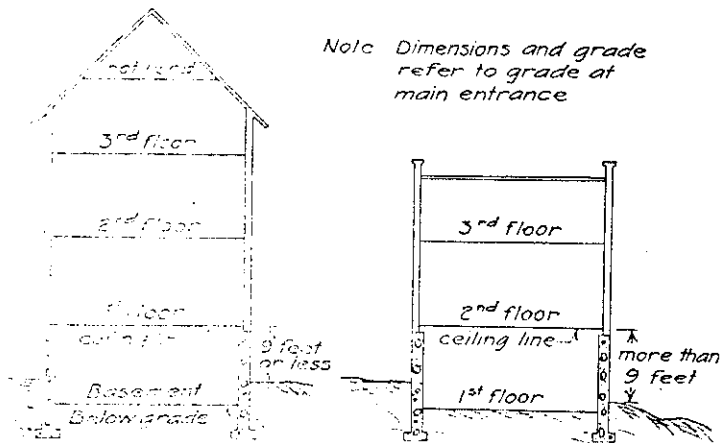 Note Dimensions and grade
refer to grade at
main entrance
3rd floor
2nd floor
floor
9 feet
or less
Basement
Below grade
3rd floor
2nd floor
ceiling line
more than
9 feet
1st floor